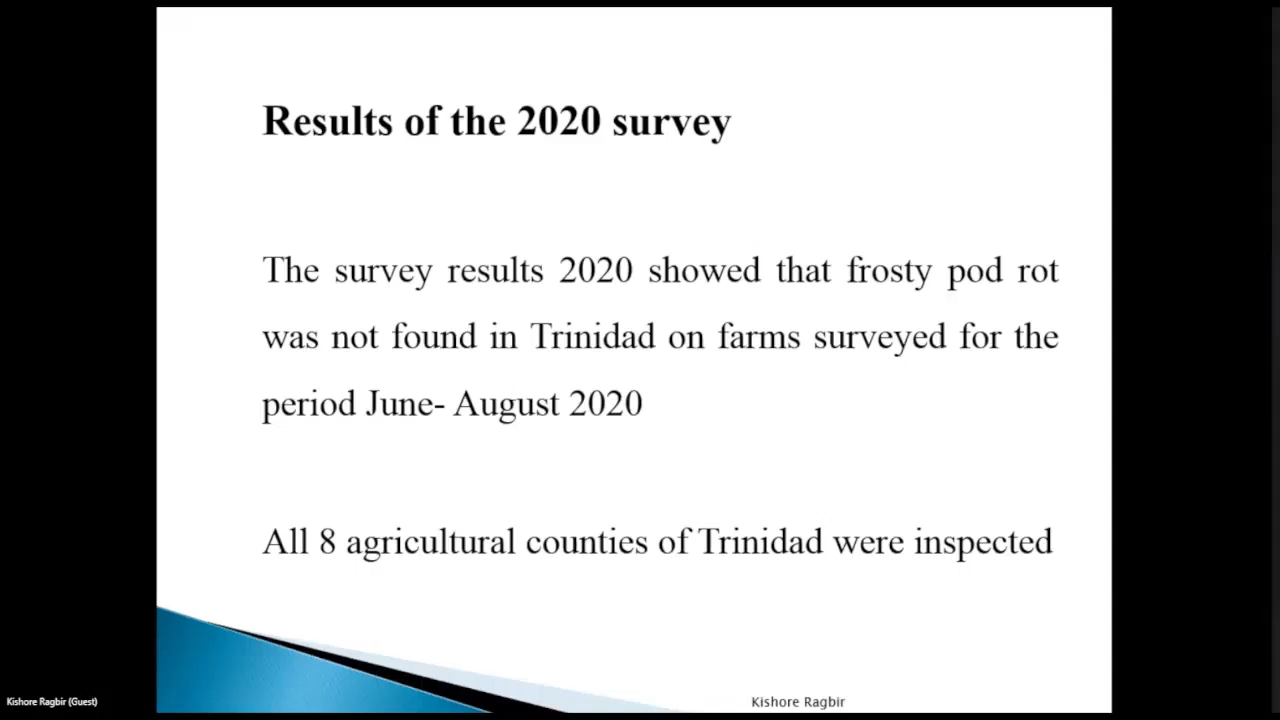 Results of the 2020 survey
The survey results 2020 showed that frosty pod rot
was not found in Trinidad on farms surveyed for the
period June- August 2020
All 8 agricultural counties of Trinidad were inspected
Kishore Ragbir (Guest)
Kishore Ragbir